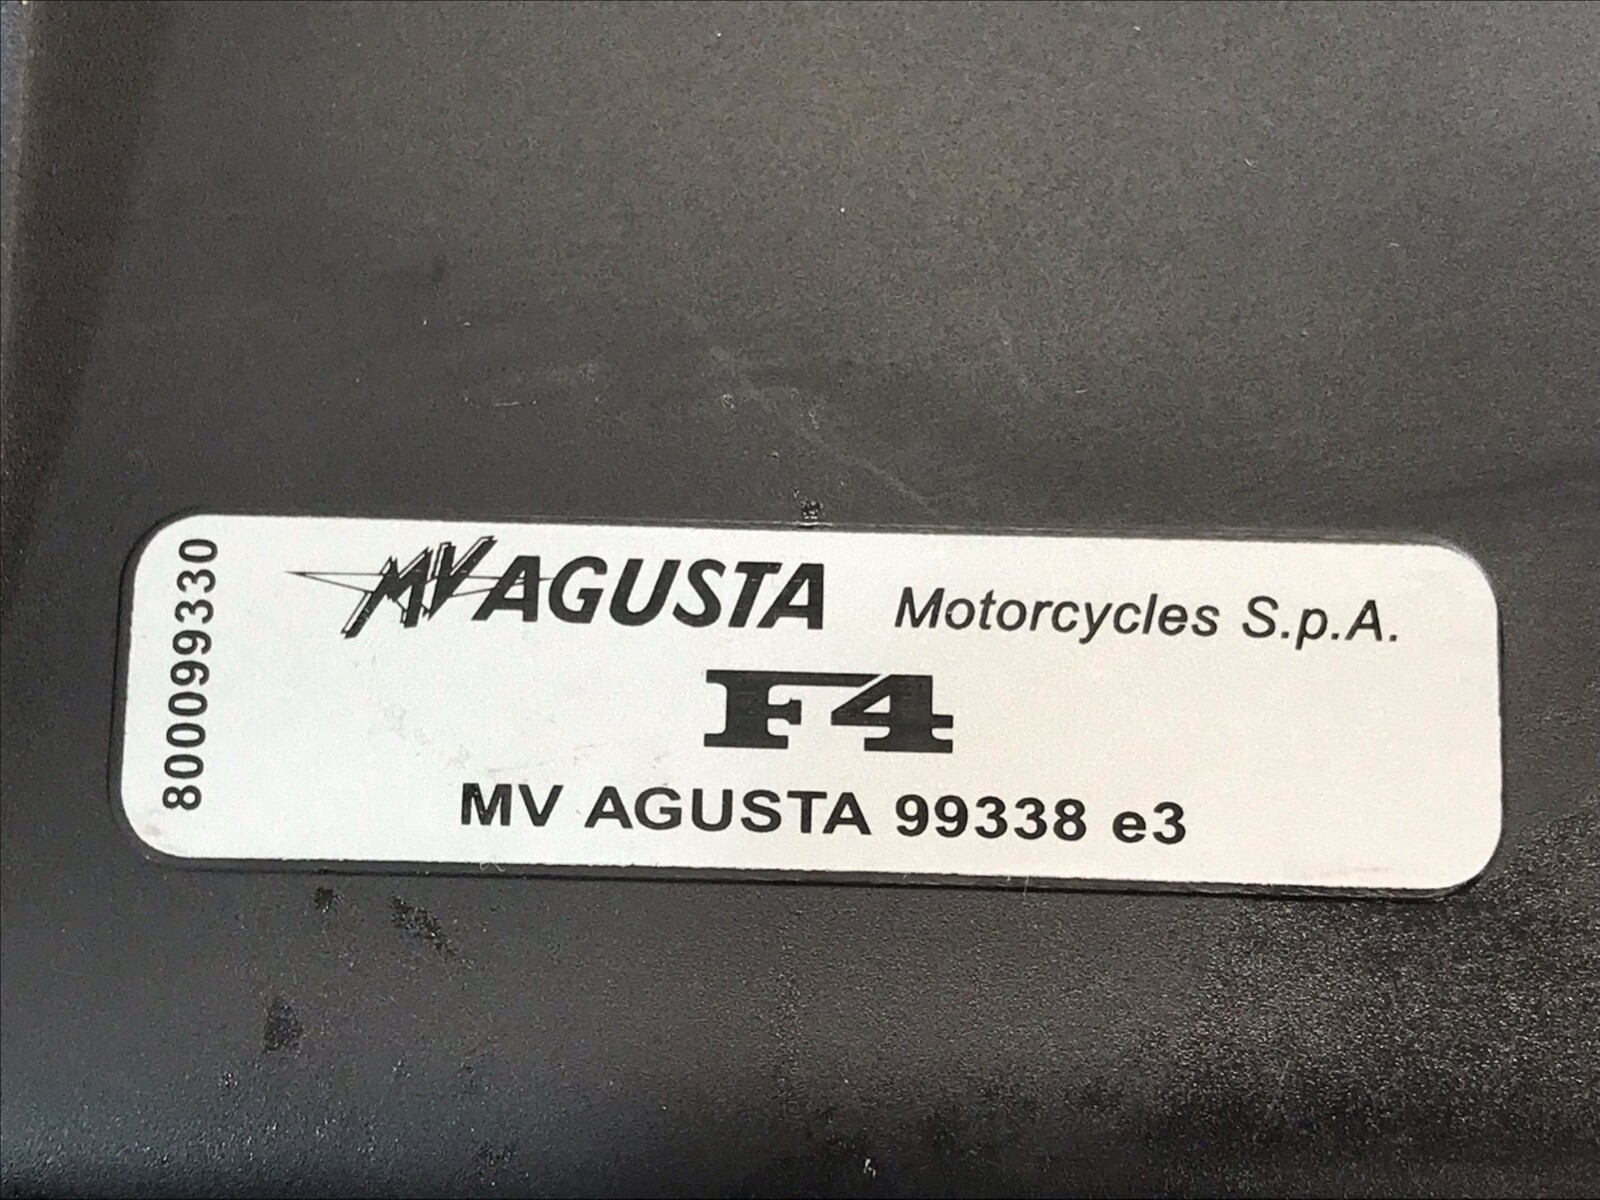 800099330
MV AGUSTA Motorcycles S.p.A.
F4
MV AGUSTA 99338 e3